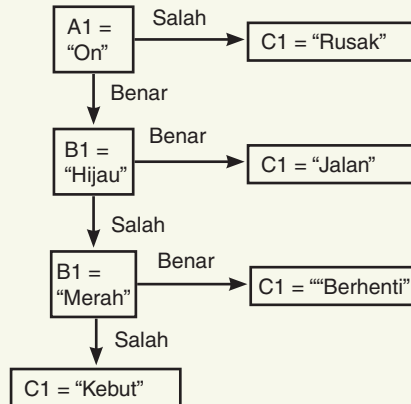 A1 =
“On”
Salah
C1 = “Rusak”
Benar
B1 =
“Hijau”
Benar
C1 = “Jalan”
Salah
B1 =
“Merah”
Benar
C1 = ““Berhenti”
Salah
C1 = “Kebut”